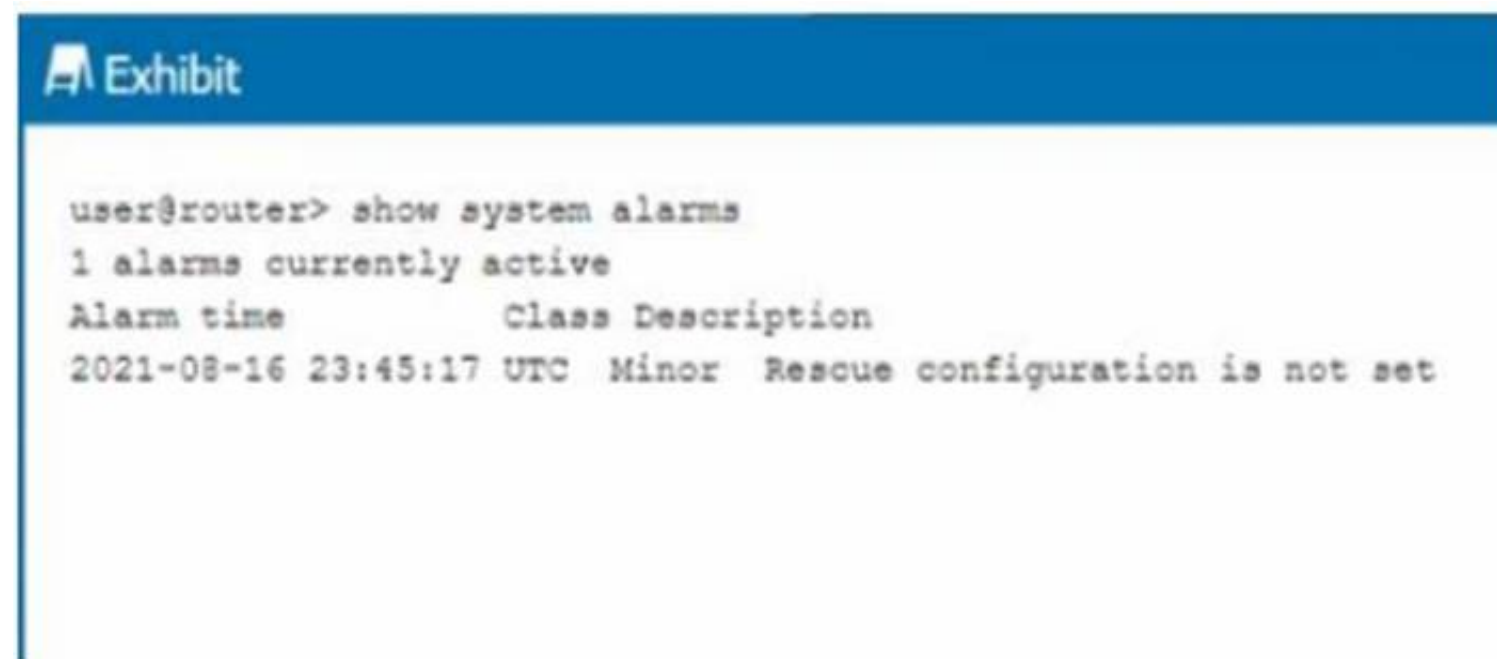 Exhibit
user@router> show system alarms
1 alarms currently active
Alarm time Class Description
2021-08-16 23:45:17 UTC Minor Rescue configuration is not set